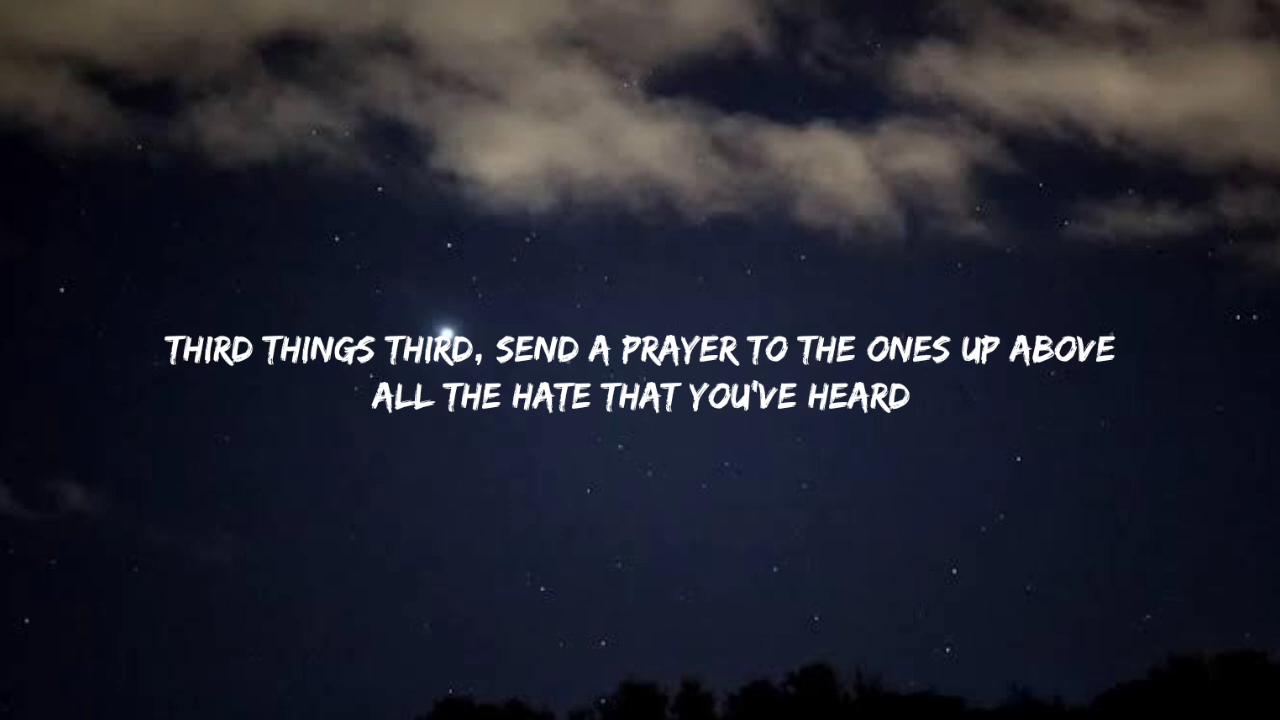 THIRD THINGS THIRD, SEND A PRAYER TO THE ONES UP ABOVE
ALL THE HATE THAT YOU'VE HEARD